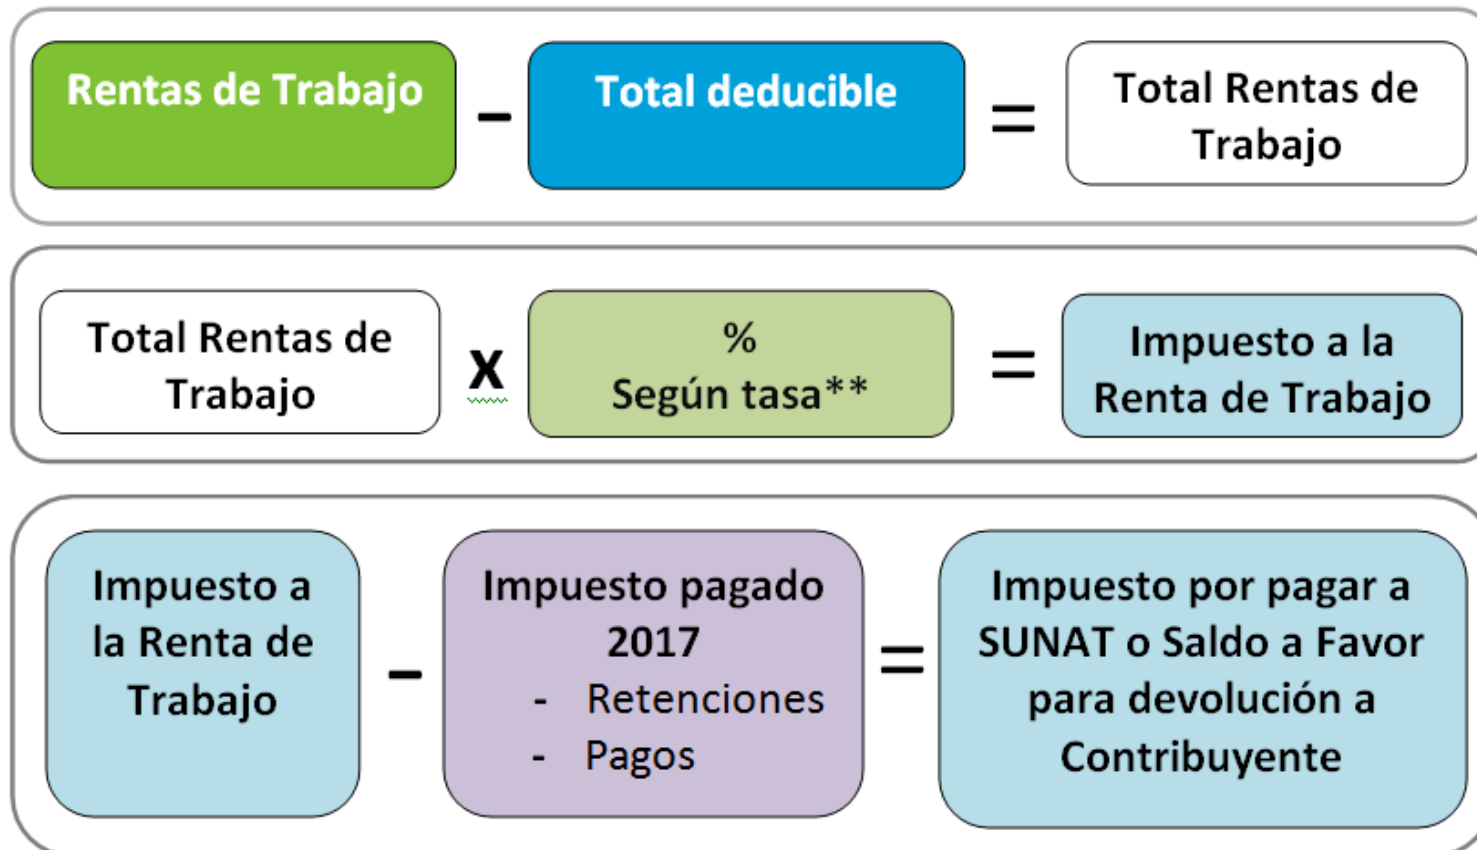 Rentas de Trabajo
-
Total deducible
=
Total Rentas de
Trabajo
Total Rentas de
Trabajo
x
%
Según tasa**
=
Impuesto a la
Renta de Trabajo
Impuesto a
la Renta de
Trabajo
-
Impuesto pagado
2017
- Retenciones
- Pagos
=
Impuesto por pagar a
SUNAT o Saldo a Favor
para devolución a
Contribuyente